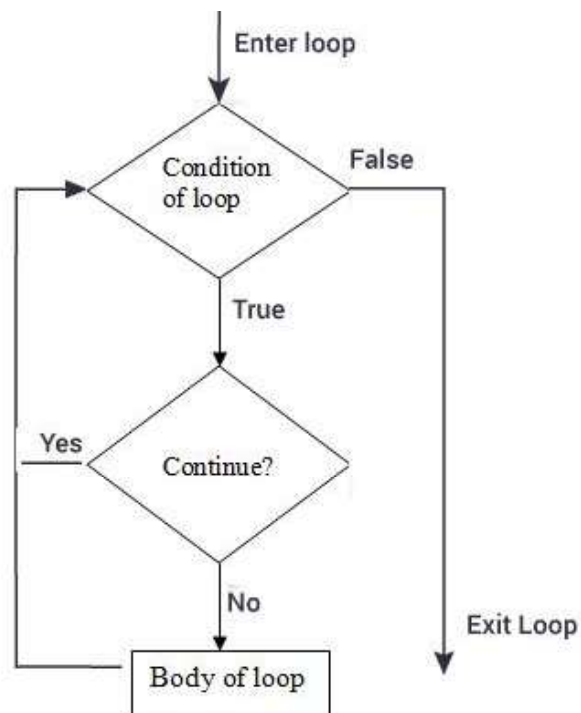 Enter loop
Condition
of loop
False
True
Yes
Continue?
No
Exit Loop
Body of loop